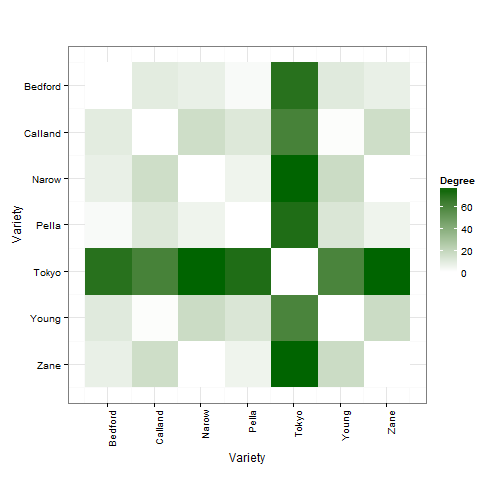 Bedford
Calland
Narow
Pella
Tokyo
Young
Zane
Variety
Bedford
Calland
Narow
Pella
Tokyo
Young
Zane
Variety
Degree
60
40
20
0